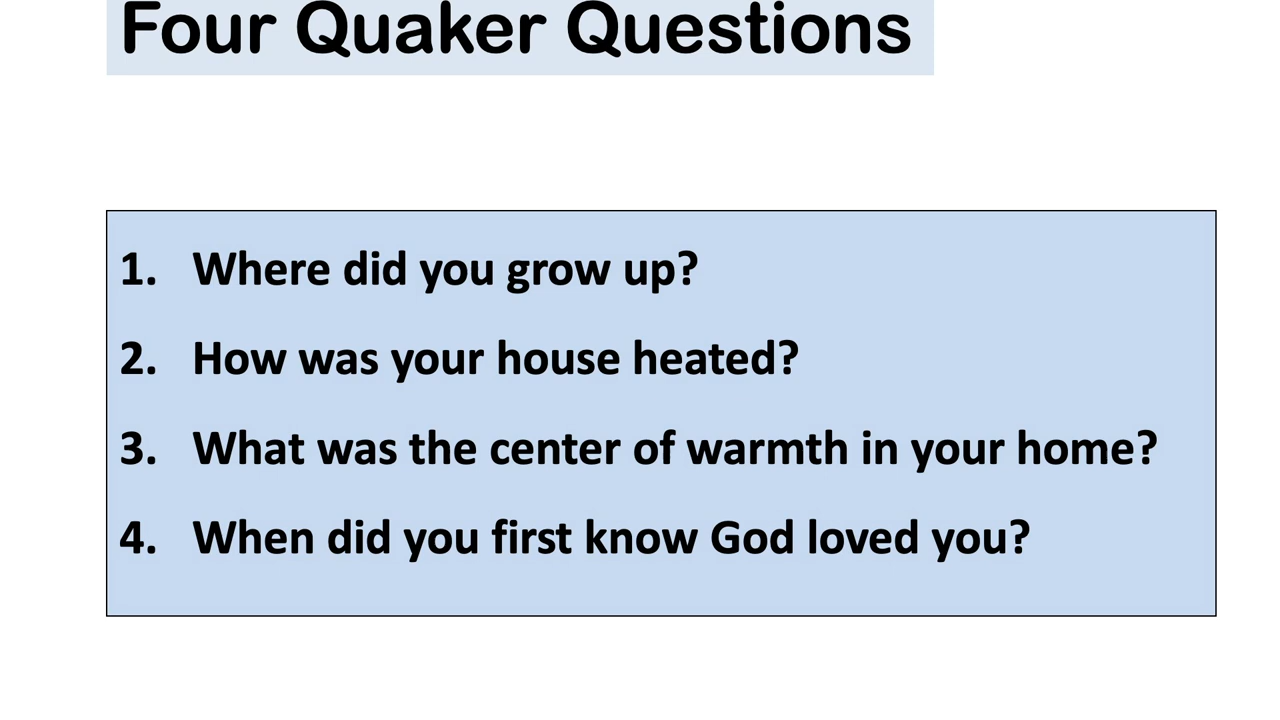 Four Quaker Questions
1. Where did you grow up?
2. How was your house heated?
3. What was the center of warmth in your home?
4. When did you first know God loved you?